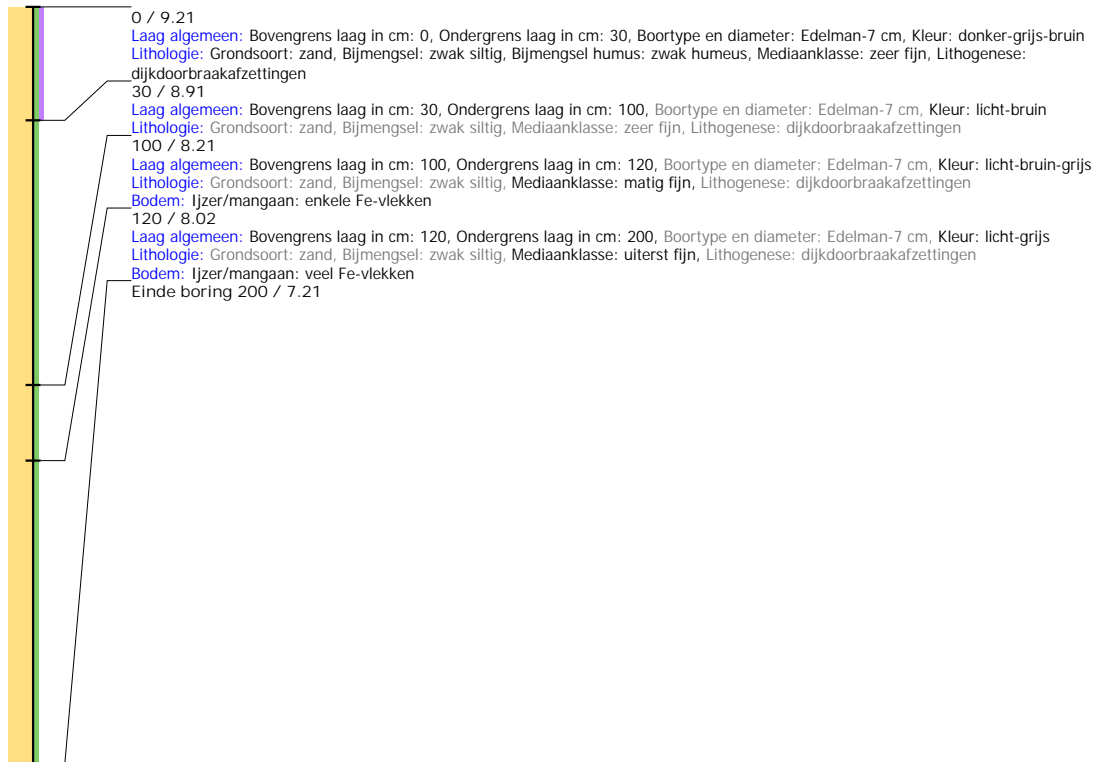 0 / 9.21
Laag algemeen: Bovengrens laag in cm: 0, Ondergrens laag in cm: 30, Boortype en diameter: Edelman-7 cm, Kleur: donker-grijs-bruin
Lithologie: Grondsoort: zand, Bijmengsel: zwak siltig, Bijmengsel humus: zwak humeus, Mediaanklasse: zeer fijn, Lithogenese:
dijkdoorbraakafzettingen
30 / 8.91
Laag algemeen: Bovengrens laag in cm: 30, Ondergrens laag in cm: 100, Boortype en diameter: Edelman-7 cm, Kleur: licht-bruin
Lithologie: Grondsoort: zand, Bijmengsel: zwak siltig, Mediaanklasse: zeer fijn, Lithogenese: dijkdoorbraakafzettingen
100 / 8.21
Laag algemeen: Bovengrens laag in cm: 100, Ondergrens laag in cm: 120, Boortype en diameter: Edelman-7 cm, Kleur: licht-bruin-grijs
Lithologie: Grondsoort: zand, Bijmengsel: zwak siltig, Mediaanklasse: matig fijn, Lithogenese: dijkdoorbraakafzettingen
Bodem: Ijzer/mangaan: enkele Fe-vlekken
120 / 8.02
Laag algemeen: Bovengrens laag in cm: 120, Ondergrens laag in cm: 200, Boortype en diameter: Edelman-7 cm, Kleur: licht-grijs
Lithologie: Grondsoort: zand, Bijmengsel: zwak siltig, Mediaanklasse: uiterst fijn, Lithogenese: dijkdoorbraakafzettingen
Bodem: Ijzer/mangaan: veel Fe-vlekken
Einde boring 200 / 7.21